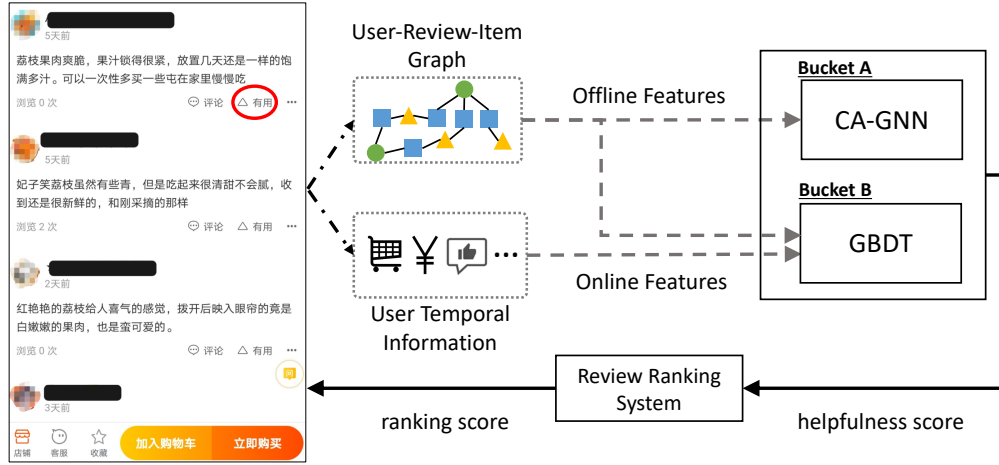 5天前
荔枝果肉爽脆，果汁锁得很紧，放置几天还是一样的饱
满多汁。可以一次性多买一些屯在家里慢慢吃
浏览 0 次
评论
有用
5天前
妃子笑荔枝虽然有些青，但是吃起来很清甜不会腻，收
到还是很新鲜的，和刚采摘的那样
浏览 2 次
评论
有用
2天前
红艳艳的荔枝给人喜气的感觉，拨开后映入眼帘的竟是
白嫩嫩的果肉，也是蛮可爱的。
浏览 0 次
评论
有用
3天前
店铺
客服
收藏
加入购物车
立即购买
User-Review-Item
Graph
Offline Features
Bucket A
CA-GNN
Bucket B
GBDT
¥
Online Features
User Temporal
Information
Review Ranking
System
ranking score
helpfulness score